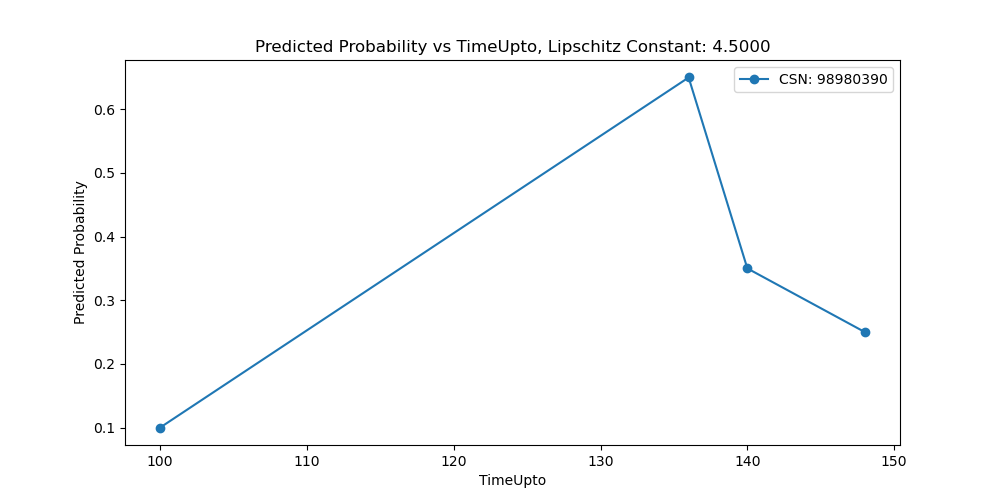 Predicted Probability vs TimeUpto, Lipschitz Constant: 4.5000
CSN: 98980390
Predicted Probability
0.6
0.5
0.4
0.3
0.2
0.1
100 110 120 130 140 150
TimeUpto